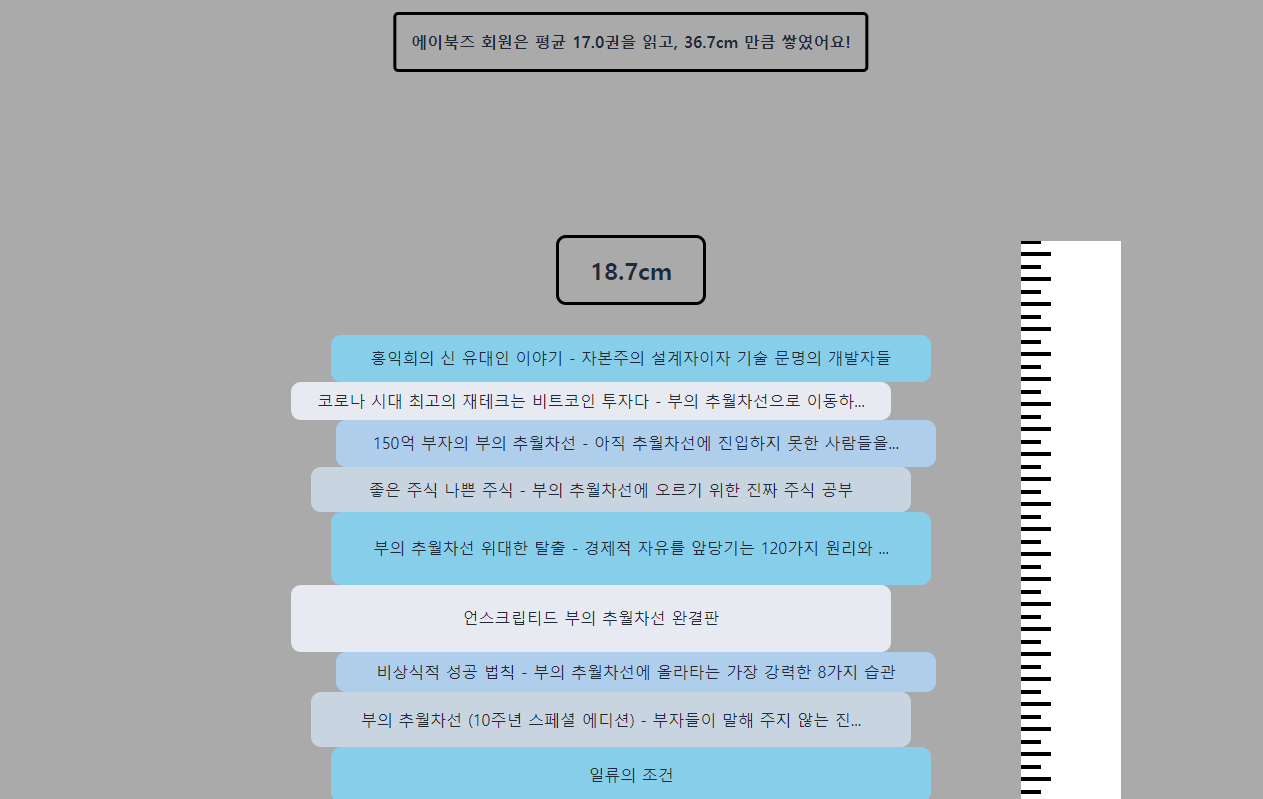 에이북즈 회원은 평균 17.0권을 읽고, 36.7cm 만큼 쌓였어요!
18.7cm
홍익희의 신 유대인 이야기 - 자본주의 설계자이자 기술 문명의 개발자들
코로나 시대 최고의 재테크는 비트코인 투자다 - 부의 추월차선으로 이동하...
150억 부자의 부의 추월차선 - 아직 추월차선에 진입하지 못한 사람들을...
좋은 주식 나쁜 주식 - 부의 추월차선에 오르기 위한 진짜 주식 공부
부의 추월차선 위대한 탈출 - 경제적 자유를 앞당기는 120가지 원리와 ...
언스크립티드 부의 추월차선 완결판
비상식적 성공 법칙 - 부의 추월차선에 올라타는 가장 강력한 8가지 습관
부의 추월차선 (10주년 스페셜 에디션) - 부자들이 말해 주지 않는 진...
일류의 조건